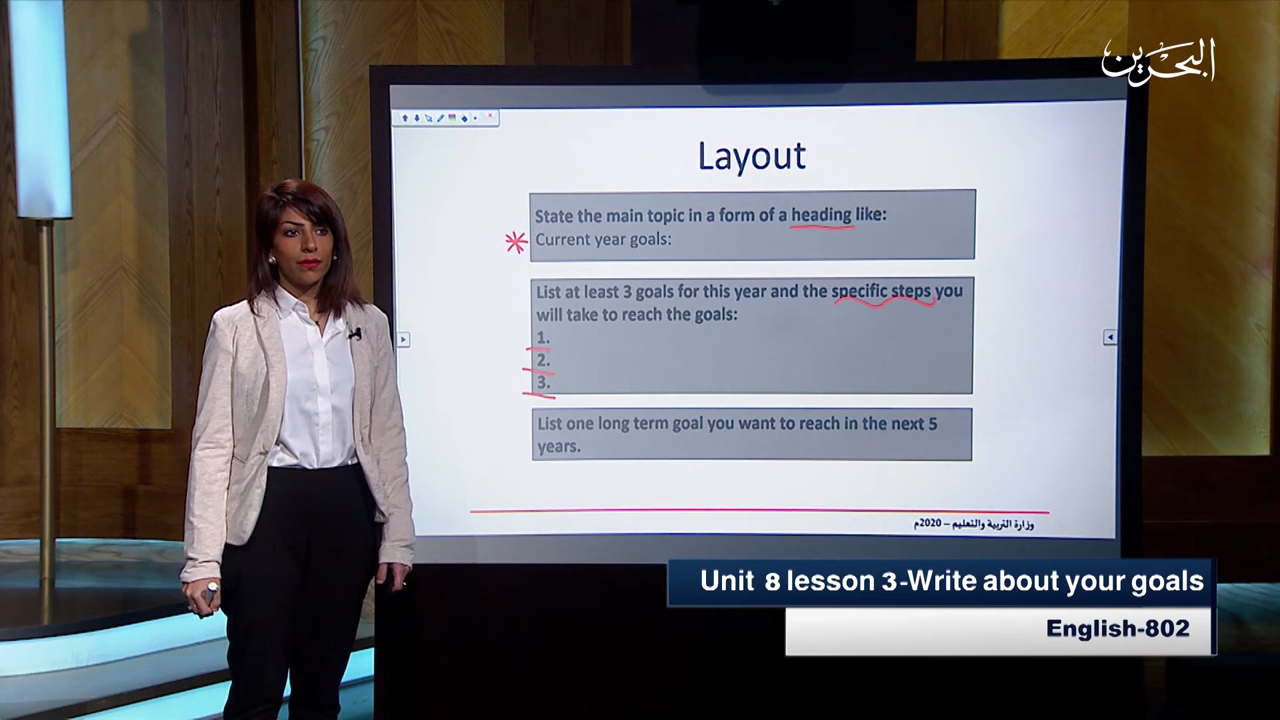 البحرين
Layout
State the main topic in a form of a heading like:
Current year goals:
List at least 3 goals for this year and the specific steps you
will take to reach the goals:
1.
2.
3.
List one long term goal you want to reach in the next 5
years.
وزارة التربية والتعليم – 2020م
Unit 8 lesson 3-Write about your goals
English-802